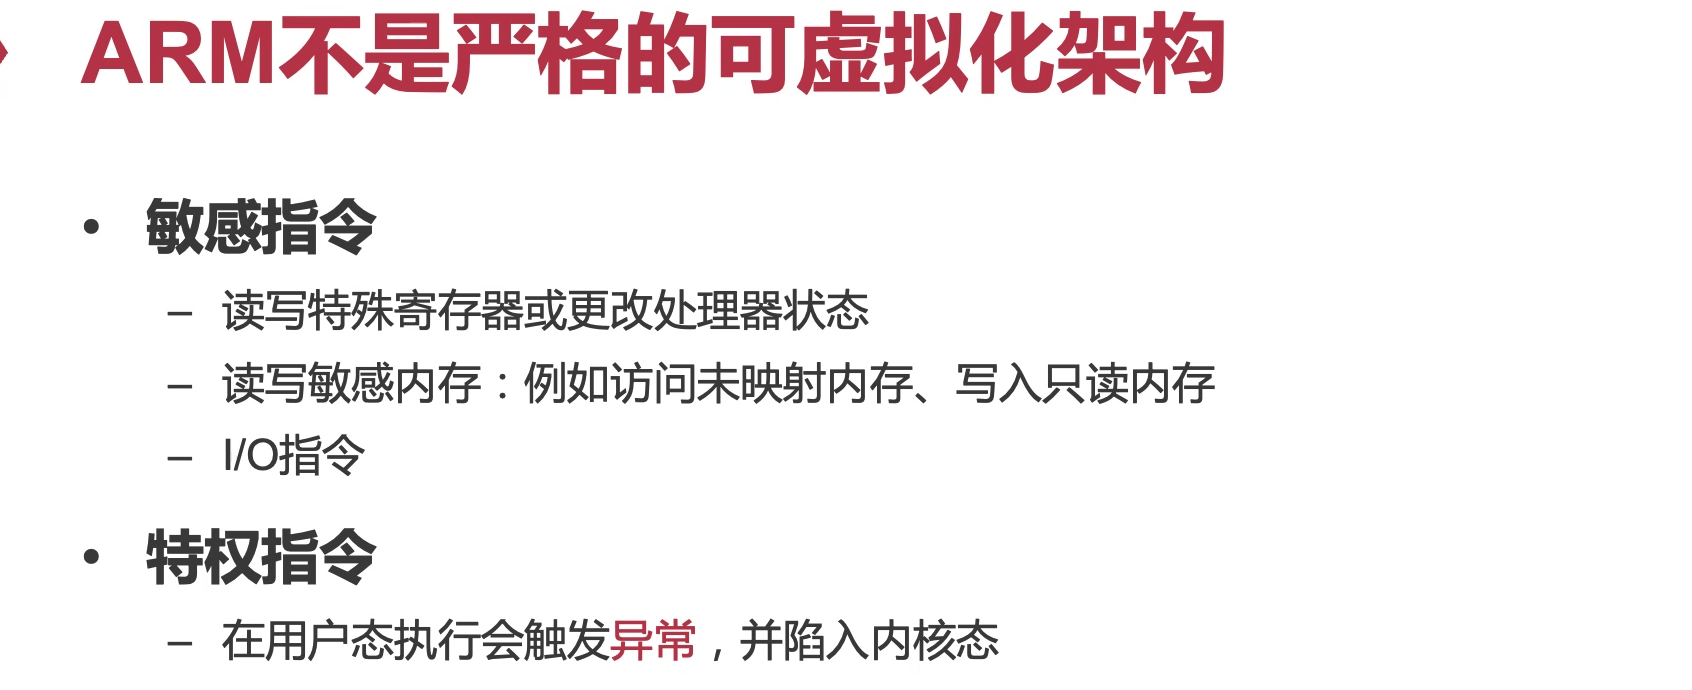 ARM不是严格的可虚拟化架构
• 敏感指令
– 读写特殊寄存器或更改处理器状态
– 读写敏感内存：例如访问未映射内存、写入只读内存
– I/O指令
• 特权指令
– 在用户态执行会触发异常，并陷入内核态